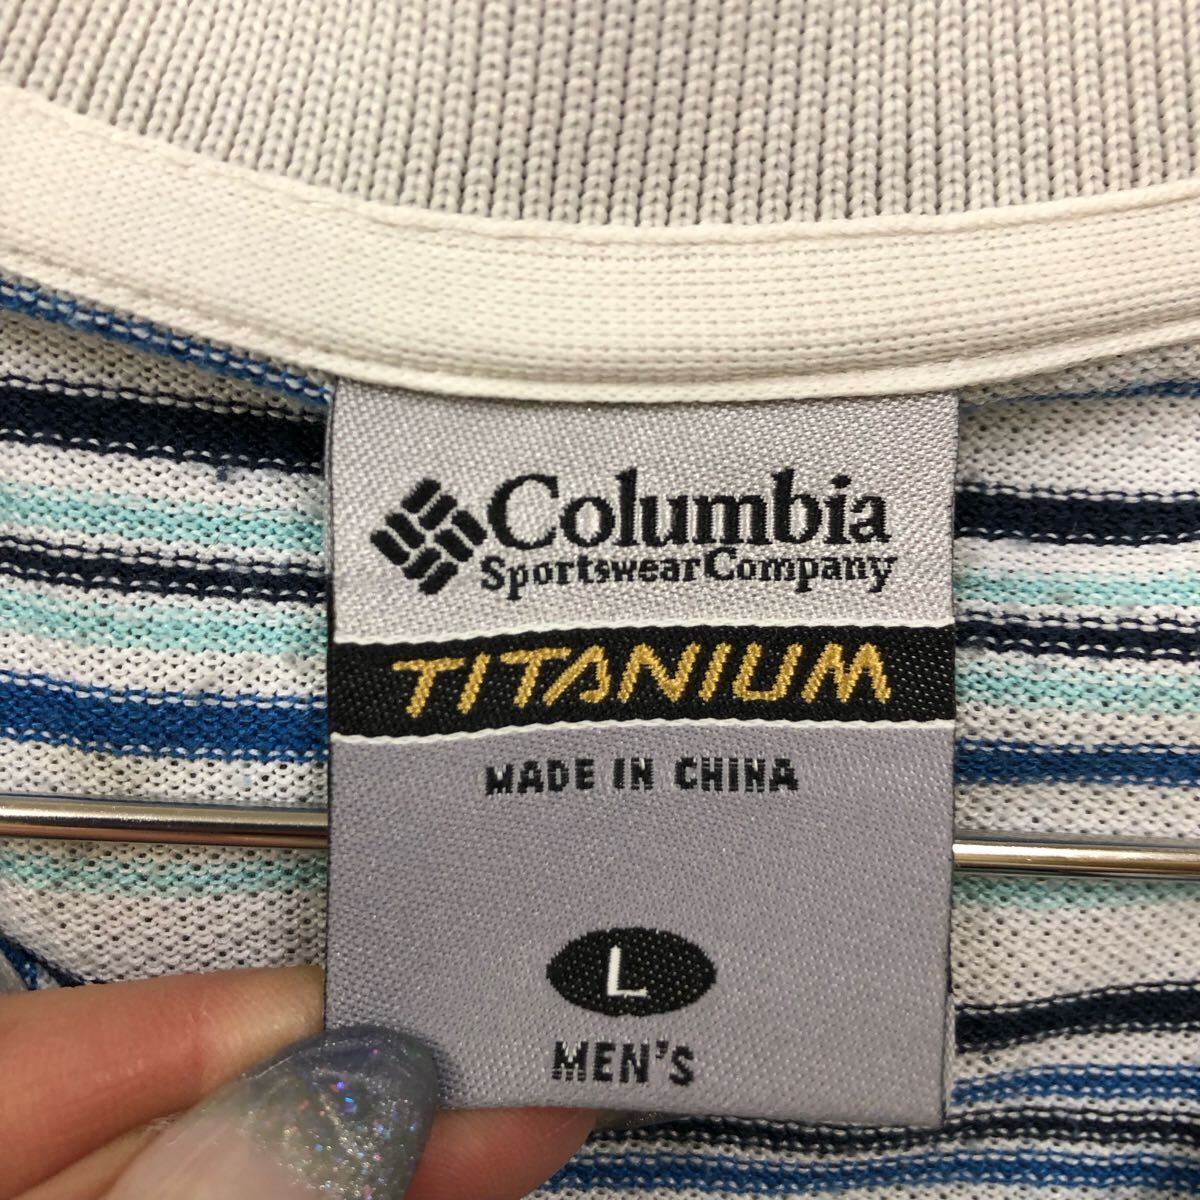 Columbia
Sportswear Company
TITANIUM
MADE IN CHINA
L
MEN'S